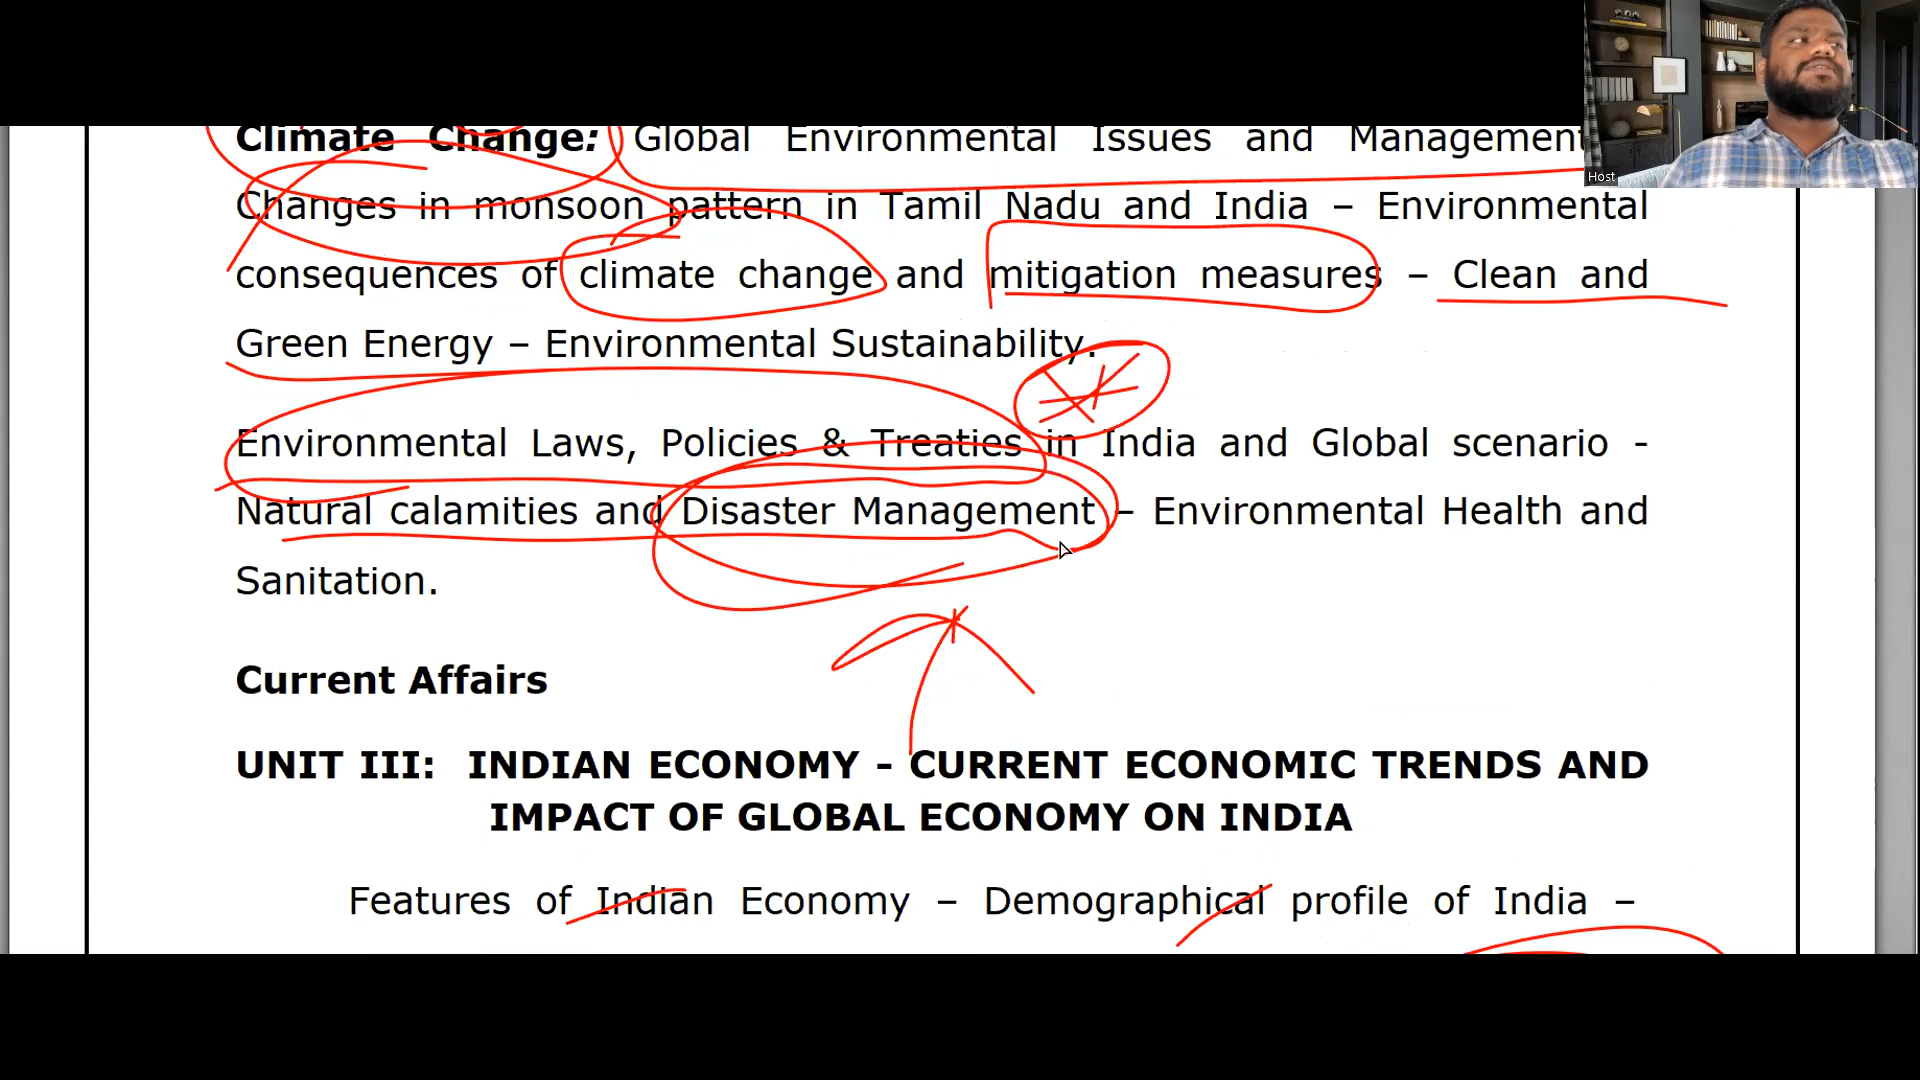 Host
Climate Change: Global Environmental Issues and Management
Changes in monsoon pattern in Tamil Nadu and India – Environmental
consequences of climate change and mitigation measures – Clean and
Green Energy – Environmental Sustainability.
Environmental Laws, Policies & Treaties in India and Global scenario -
Natural calamities and Disaster Management – Environmental Health and
Sanitation.
Current Affairs
UNIT III: INDIAN ECONOMY - CURRENT ECONOMIC TRENDS AND
IMPACT OF GLOBAL ECONOMY ON INDIA
Features of Indian Economy – Demographical profile of India –